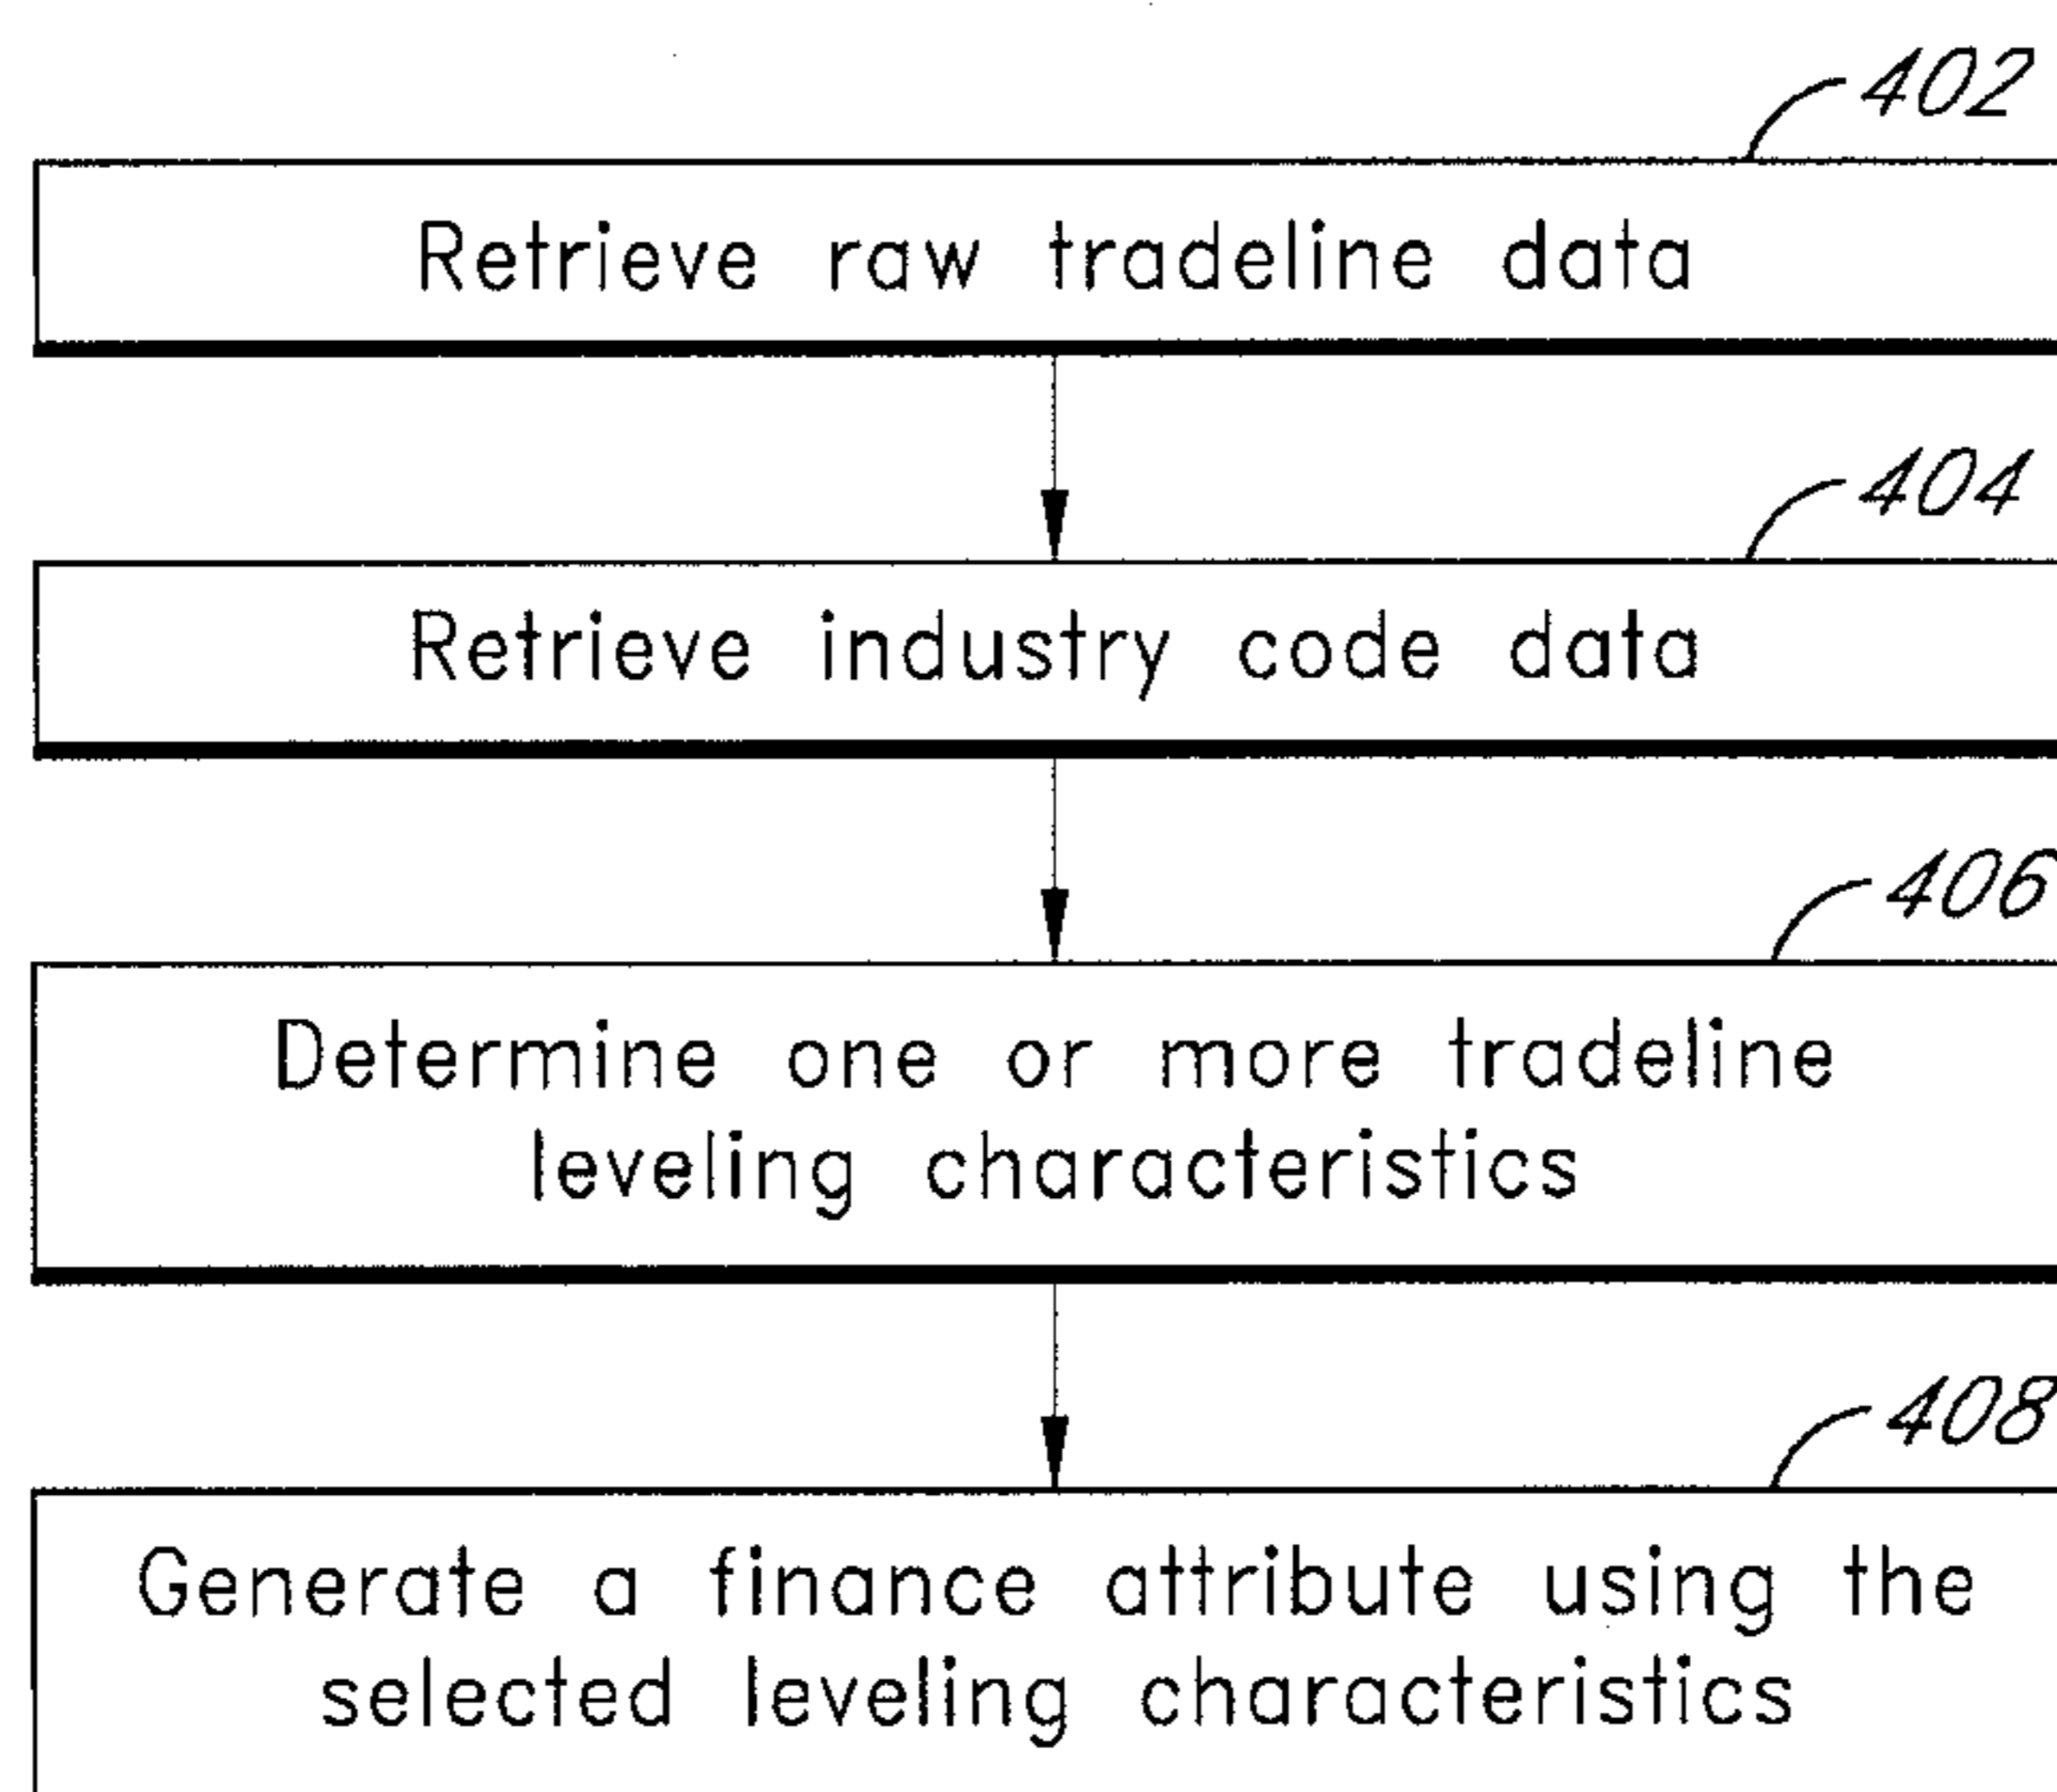 402
Retrieve raw tradeline data
404
Retrieve industry code data
406
Determine one or more tradeline
leveling characteristics
408
Generate a finance attribute using the
selected leveling characteristics